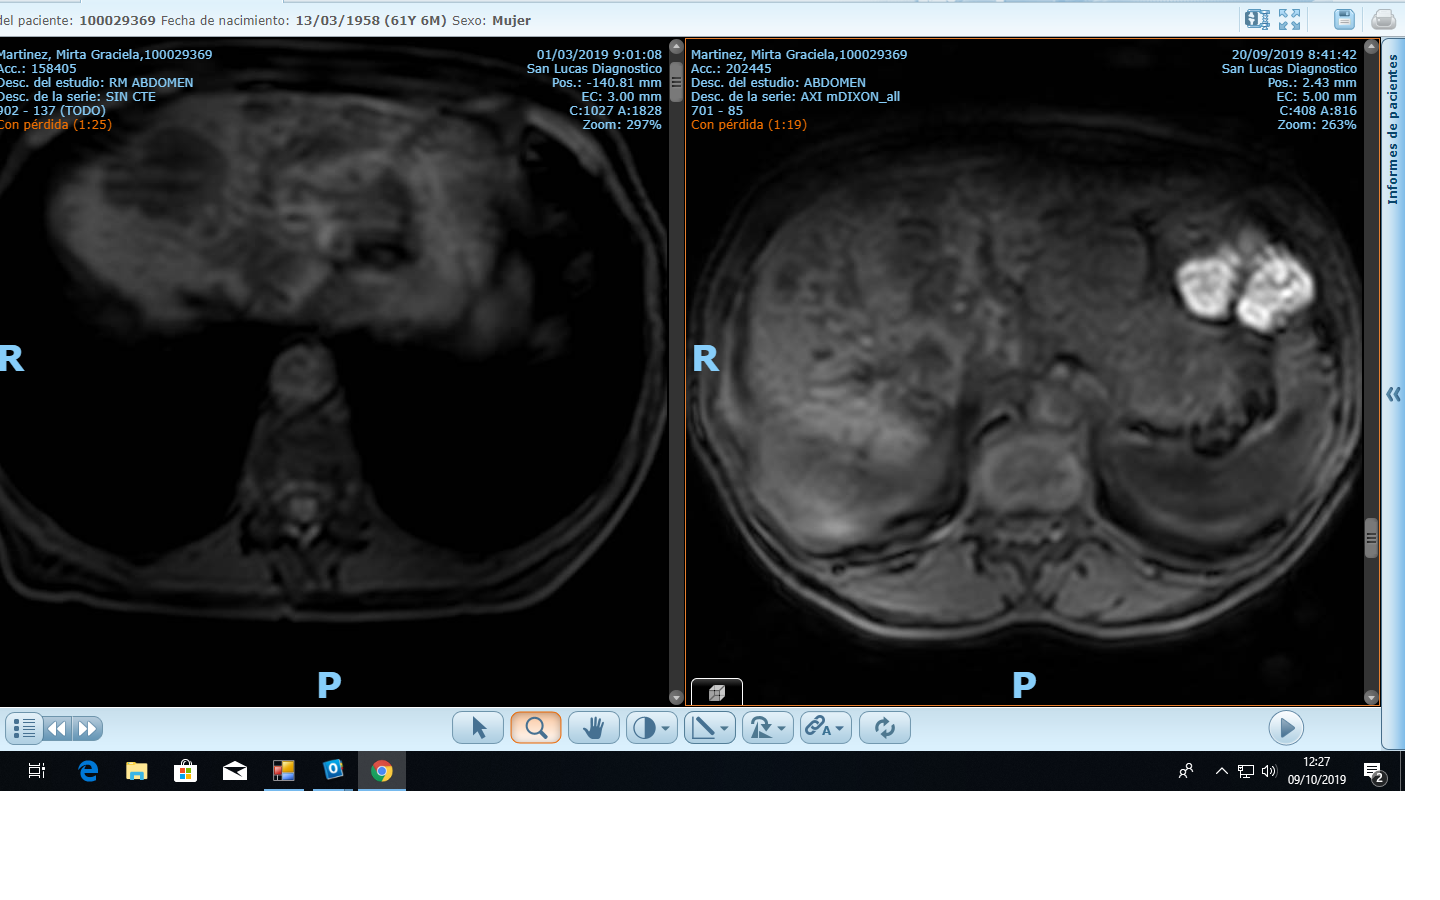 del paciente: 100029369 Fecha de nacimiento: 13/03/1958 (61Y 6M) Sexo: Mujer
Martinez, Mirta Graciela,100029369
Acc.: 158405
Desc. del estudio: RM ABDOMEN
Desc. de la serie: SIN CTE
902 - 137 (TODO)
Con pérdida (1:25)
01/03/2019 9:01:08
San Lucas Diagnostico
Pos.: -140.81 mm
EC: 3.00 mm
C:1027 A:1828
Zoom: 297%
R
P
Martinez, Mirta Graciela,100029369
Acc.: 202445
Desc. del estudio: ABDOMEN
Desc. de la serie: AXI mDIXON_all
701 - 85
Con pérdida (1:19)
20/09/2019 8:41:42
San Lucas Diagnostico
Pos.: 2.43 mm
EC: 5.00 mm
C:408 A:816
Zoom: 263%
R
P
Informes de pacientes
A
12:27
09/10/2019
2